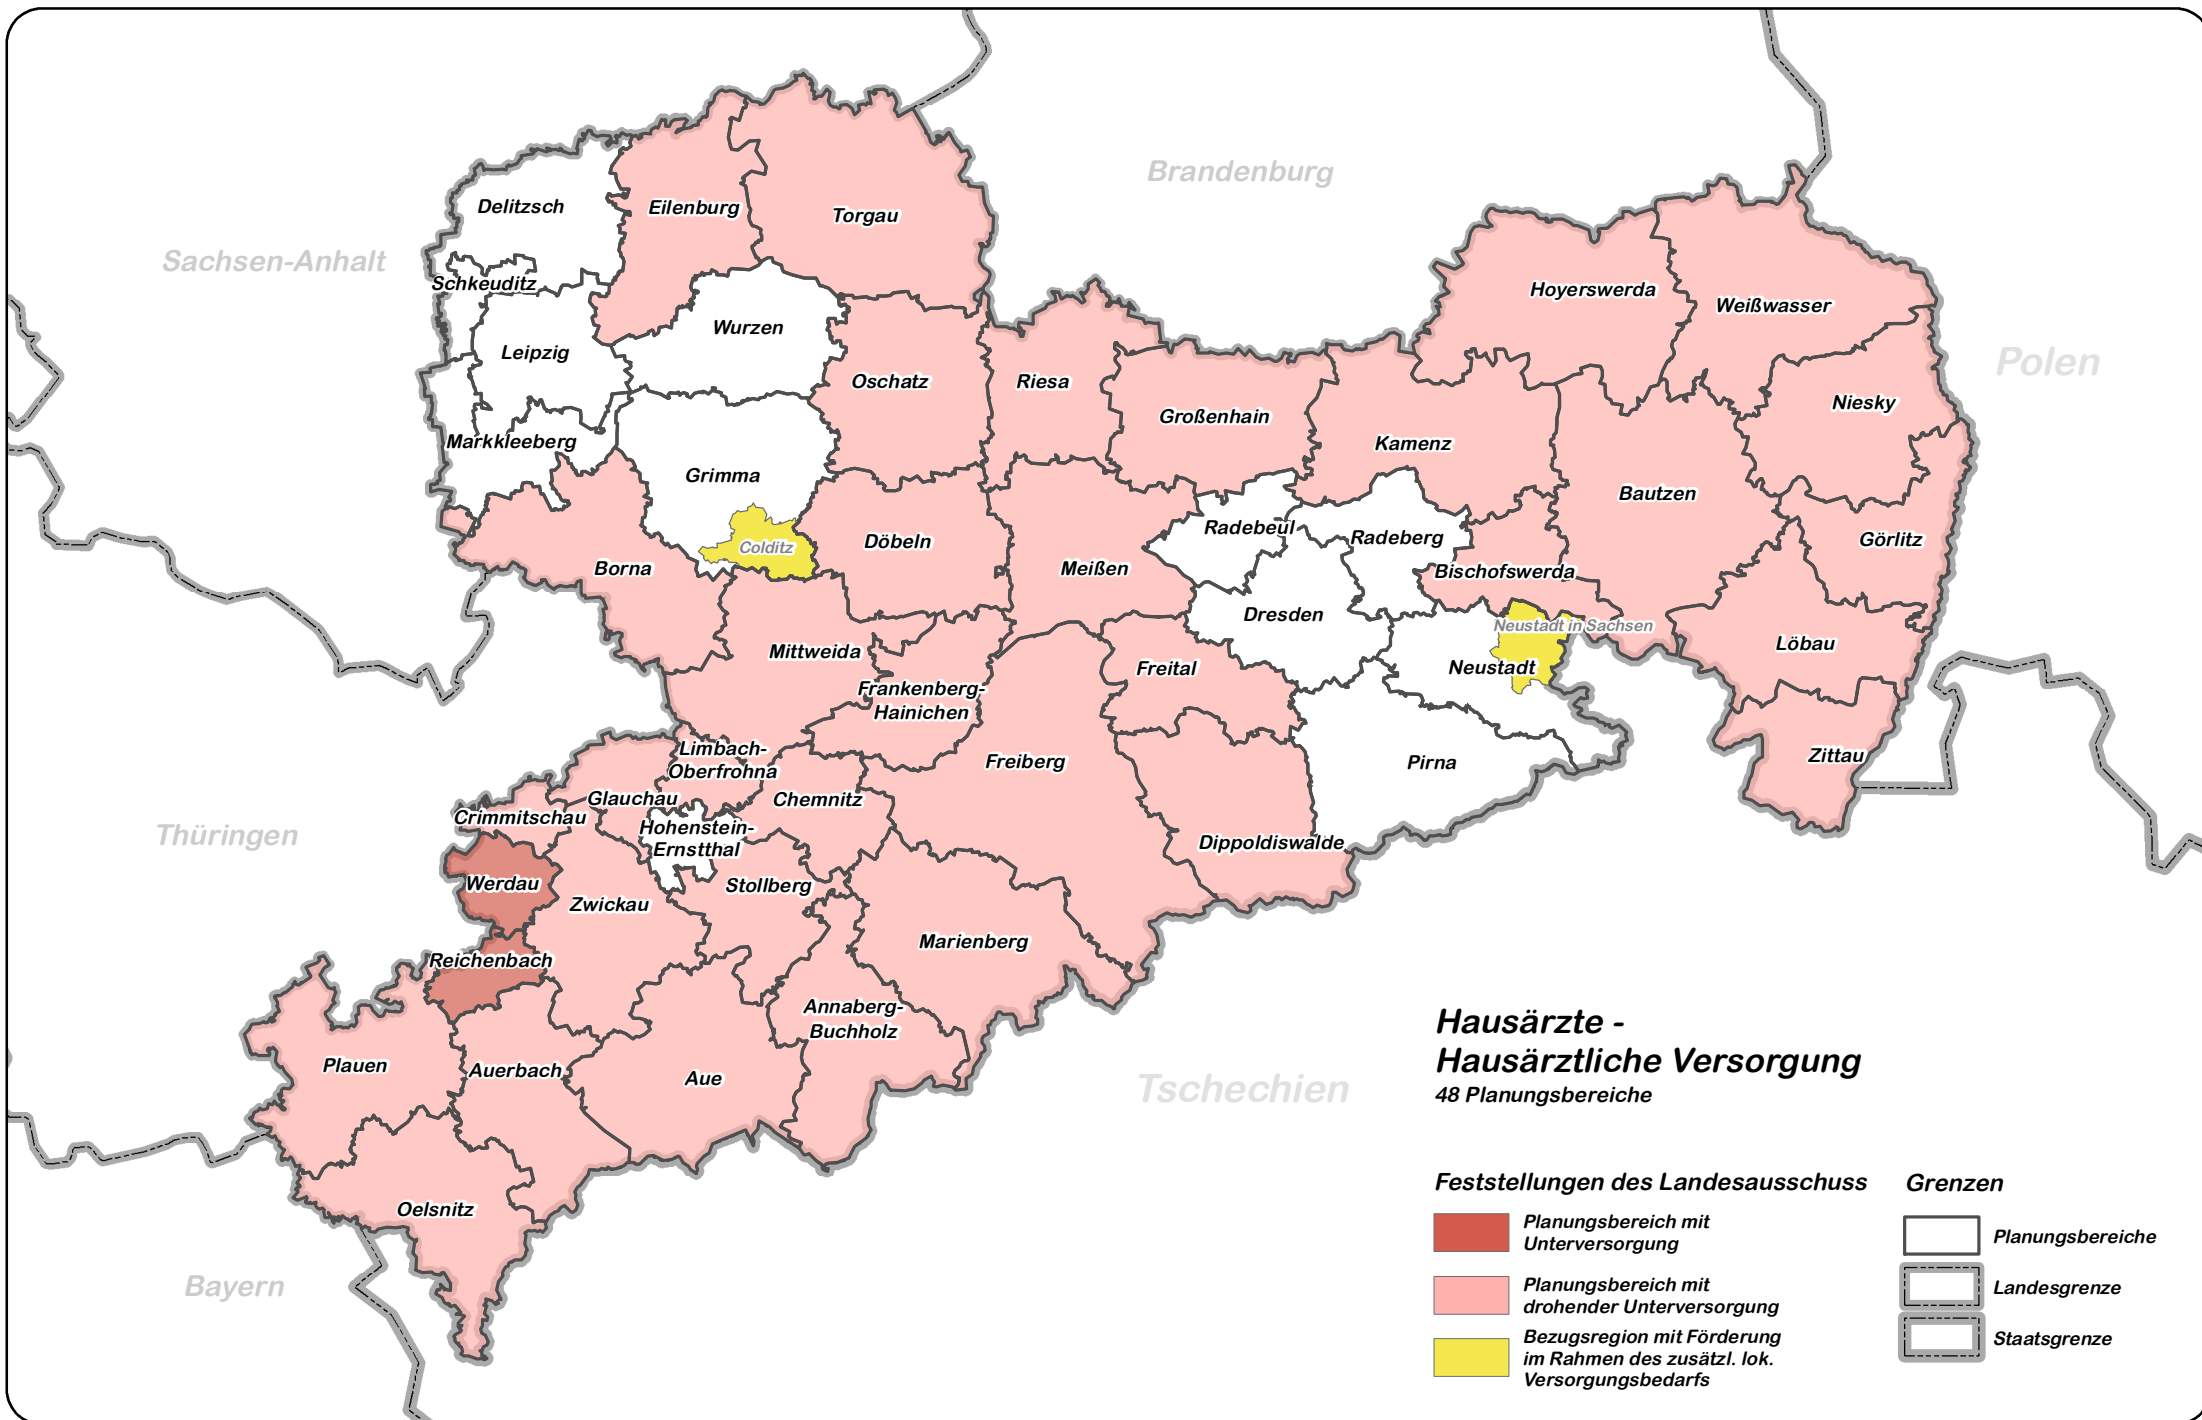 Brandenburg
Sachsen-Anhalt
Polen
Thüringen
Tschechien
Bayern
Delitzsch
Eilenburg
Torgau
Schkeuditz
Leipzig
Wurzen
Oschatz
Riesa
Großenhain
Hoyerswerda
Weißwasser
Niesky
Kamenz
Bautzen
Markkleeberg
Grimma
Colditz
Borna
Döbeln
Meißen
Radebeul
Radeberg
Bischofswerda
Görlitz
Dresden
Neustadt in Sachsen
Neustadt
Löbau
Zittau
Mittweida
Frankenberg-
Hainichen
Freital
Freiberg
Pirna
Dippoldiswalde
Limbach-
Oberfrohna
Glauchau
Chemnitz
Crimmitschau
Hohenstein-
Ernstthal
Werdau
Zwickau
Stollberg
Marienberg
Reichenbach
Annaberg-
Buchholz
Plauen
Auerbach
Aue
Oelsnitz
Hausärzte -
Hausärztliche Versorgung
48 Planungsbereiche
Feststellungen des Landesausschuss
Planungsbereich mit
Unterversorgung
Planungsbereich mit
drohender Unterversorgung
Bezugsregion mit Förderung
im Rahmen des zusätzl. lok.
Versorgungsbedarfs
Grenzen
Planungsbereiche
Landesgrenze
Staatsgrenze